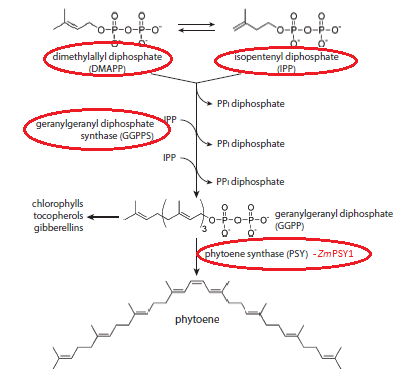 O O
O-P-O-P-O-
O- O-
O O
O-P-O-P-O-
O- O-
dimethylallyl diphosphate
(DMAPP)
isopentenyl diphosphate
(IPP)
PPi diphosphate
IPP
geranylgeranyl diphosphate
synthase (GGPPS)
PPi diphosphate
IPP
PPi diphosphate
chlorophylls
tocopherols
gibberellins
O O
3 O-P-O-P-O-
O- O-
geranylgeranyl diphosphate
(GGPP)
phytoene synthase (PSY) - ZmPSY1
phytoene